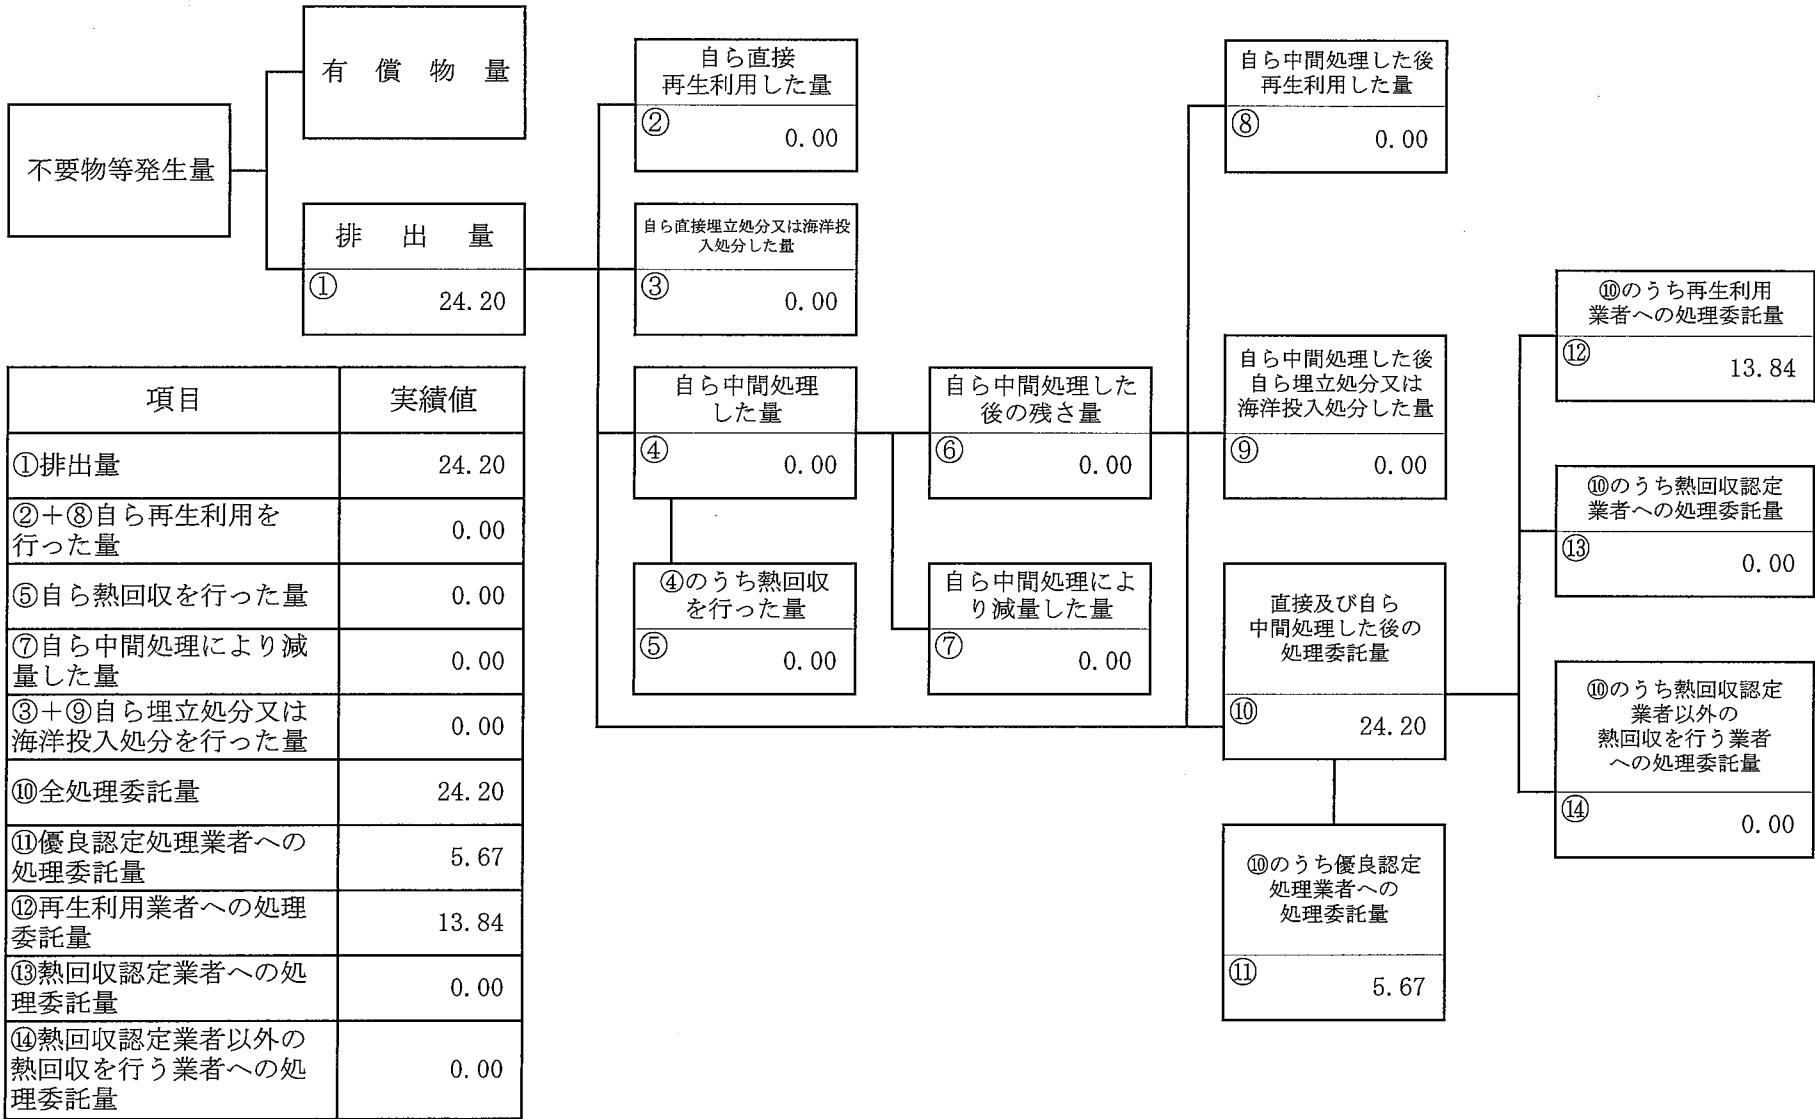 不要物等発生量
有償物量
排出量
① 24.20
自ら直接
再生利用した量
② 0.00
自ら直接埋立処分又は海洋投
入処分した量
③ 0.00
自ら中間処理
した量
④ 0.00
④のうち熱回収
を行った量
⑤ 0.00
自ら中間処理した
後の残さ量
⑥ 0.00
自ら中間処理によ
り減量した量
⑦ 0.00
自ら中間処理した後
再生利用した量
⑧ 0.00
自ら中間処理した後
自ら埋立処分又は
海洋投入処分した量
⑨ 0.00
直接及び自ら
中間処理した後の
処理委託量
⑩ 24.20
⑩のうち優良認定
処理業者への
処理委託量
⑪ 5.67
⑩のうち再生利用
業者への処理委託量
⑫ 13.84
⑩のうち熱回収認定
業者への処理委託量
⑬ 0.00
⑩のうち熱回収認定
業者以外の
熱回収を行う業者
への処理委託量
⑭ 0.00
項目 実績値
①排出量 24.20
②+⑧自ら再生利用を
行った量 0.00
⑤自ら熱回収を行った量 0.00
⑦自ら中間処理により減
量した量 0.00
③+⑨自ら埋立処分又は
海洋投入処分を行った量 0.00
⑩全処理委託量 24.20
⑪優良認定処理業者への
処理委託量 5.67
⑫再生利用業者への処理
委託量 13.84
⑬熱回収認定業者への処
理委託量 0.00
⑭熱回収認定業者以外の
熱回収を行う業者への処
理委託量 0.00